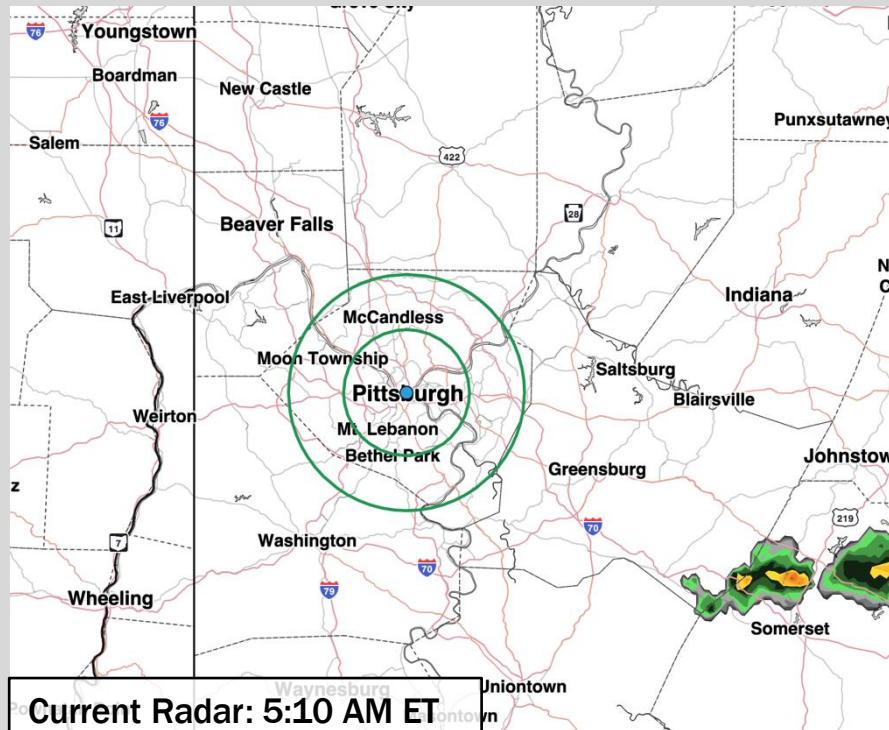 76
Youngstown
Boardman
New Castle
76
Punxsutawney
Salem
422
28
11
Beaver Falls
East Liverpool
Indiana
McCandless
Moon Township
Saltsburg
Pittsburgh
Blairsville
Weirton
Mt. Lebanon
Bethel Park
Johnstow
Greensburg
z
219
70
Washington
7
70
79
Wheeling
Somerset
Uniontown
Waynesburg
Current Radar: 5:10 AM ET